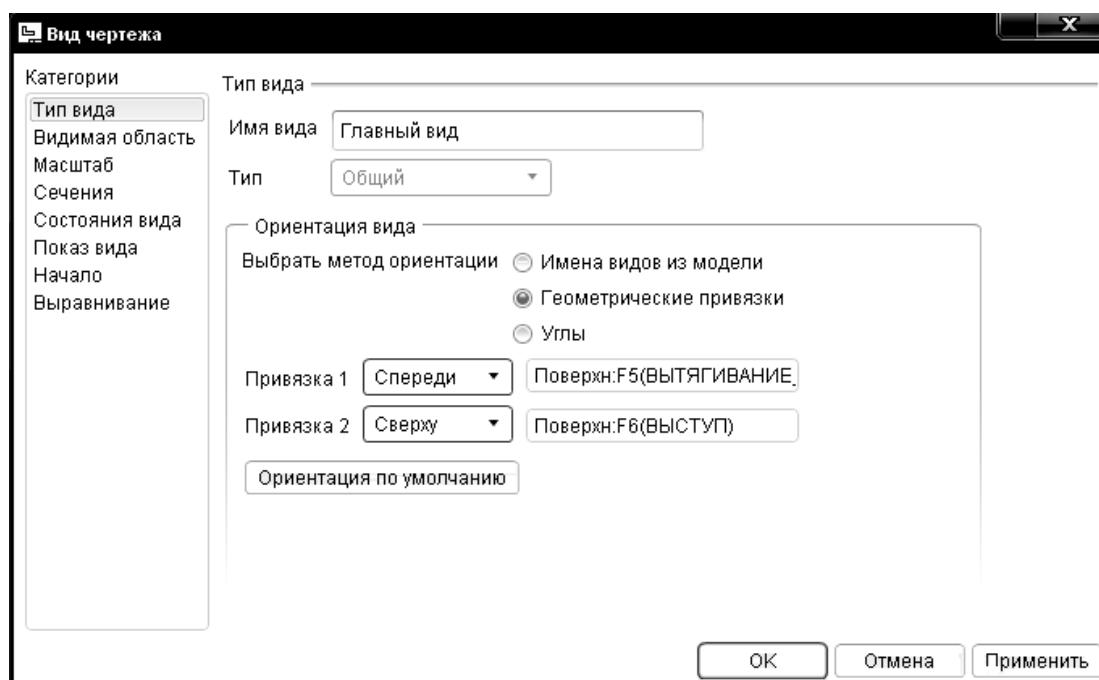 Вид чертежа
X
Категории
Тип вида
Видимая область
Масштаб
Сечения
Состояния вида
Показ вида
Начало
Выравнивание
Тип вида
Имя вида Главный вид
Тип Общий
Ориентация вида
Выбрать метод ориентации Имена видов из модели
Геометрические привязки
Углы
Привязка 1 Спереди Поверхн:F5(ВЫТЯГИВАНИЕ_
Привязка 2 Сверху Поверхн:F6(ВЫСТУП)
Ориентация по умолчанию
OK Отмена Применить